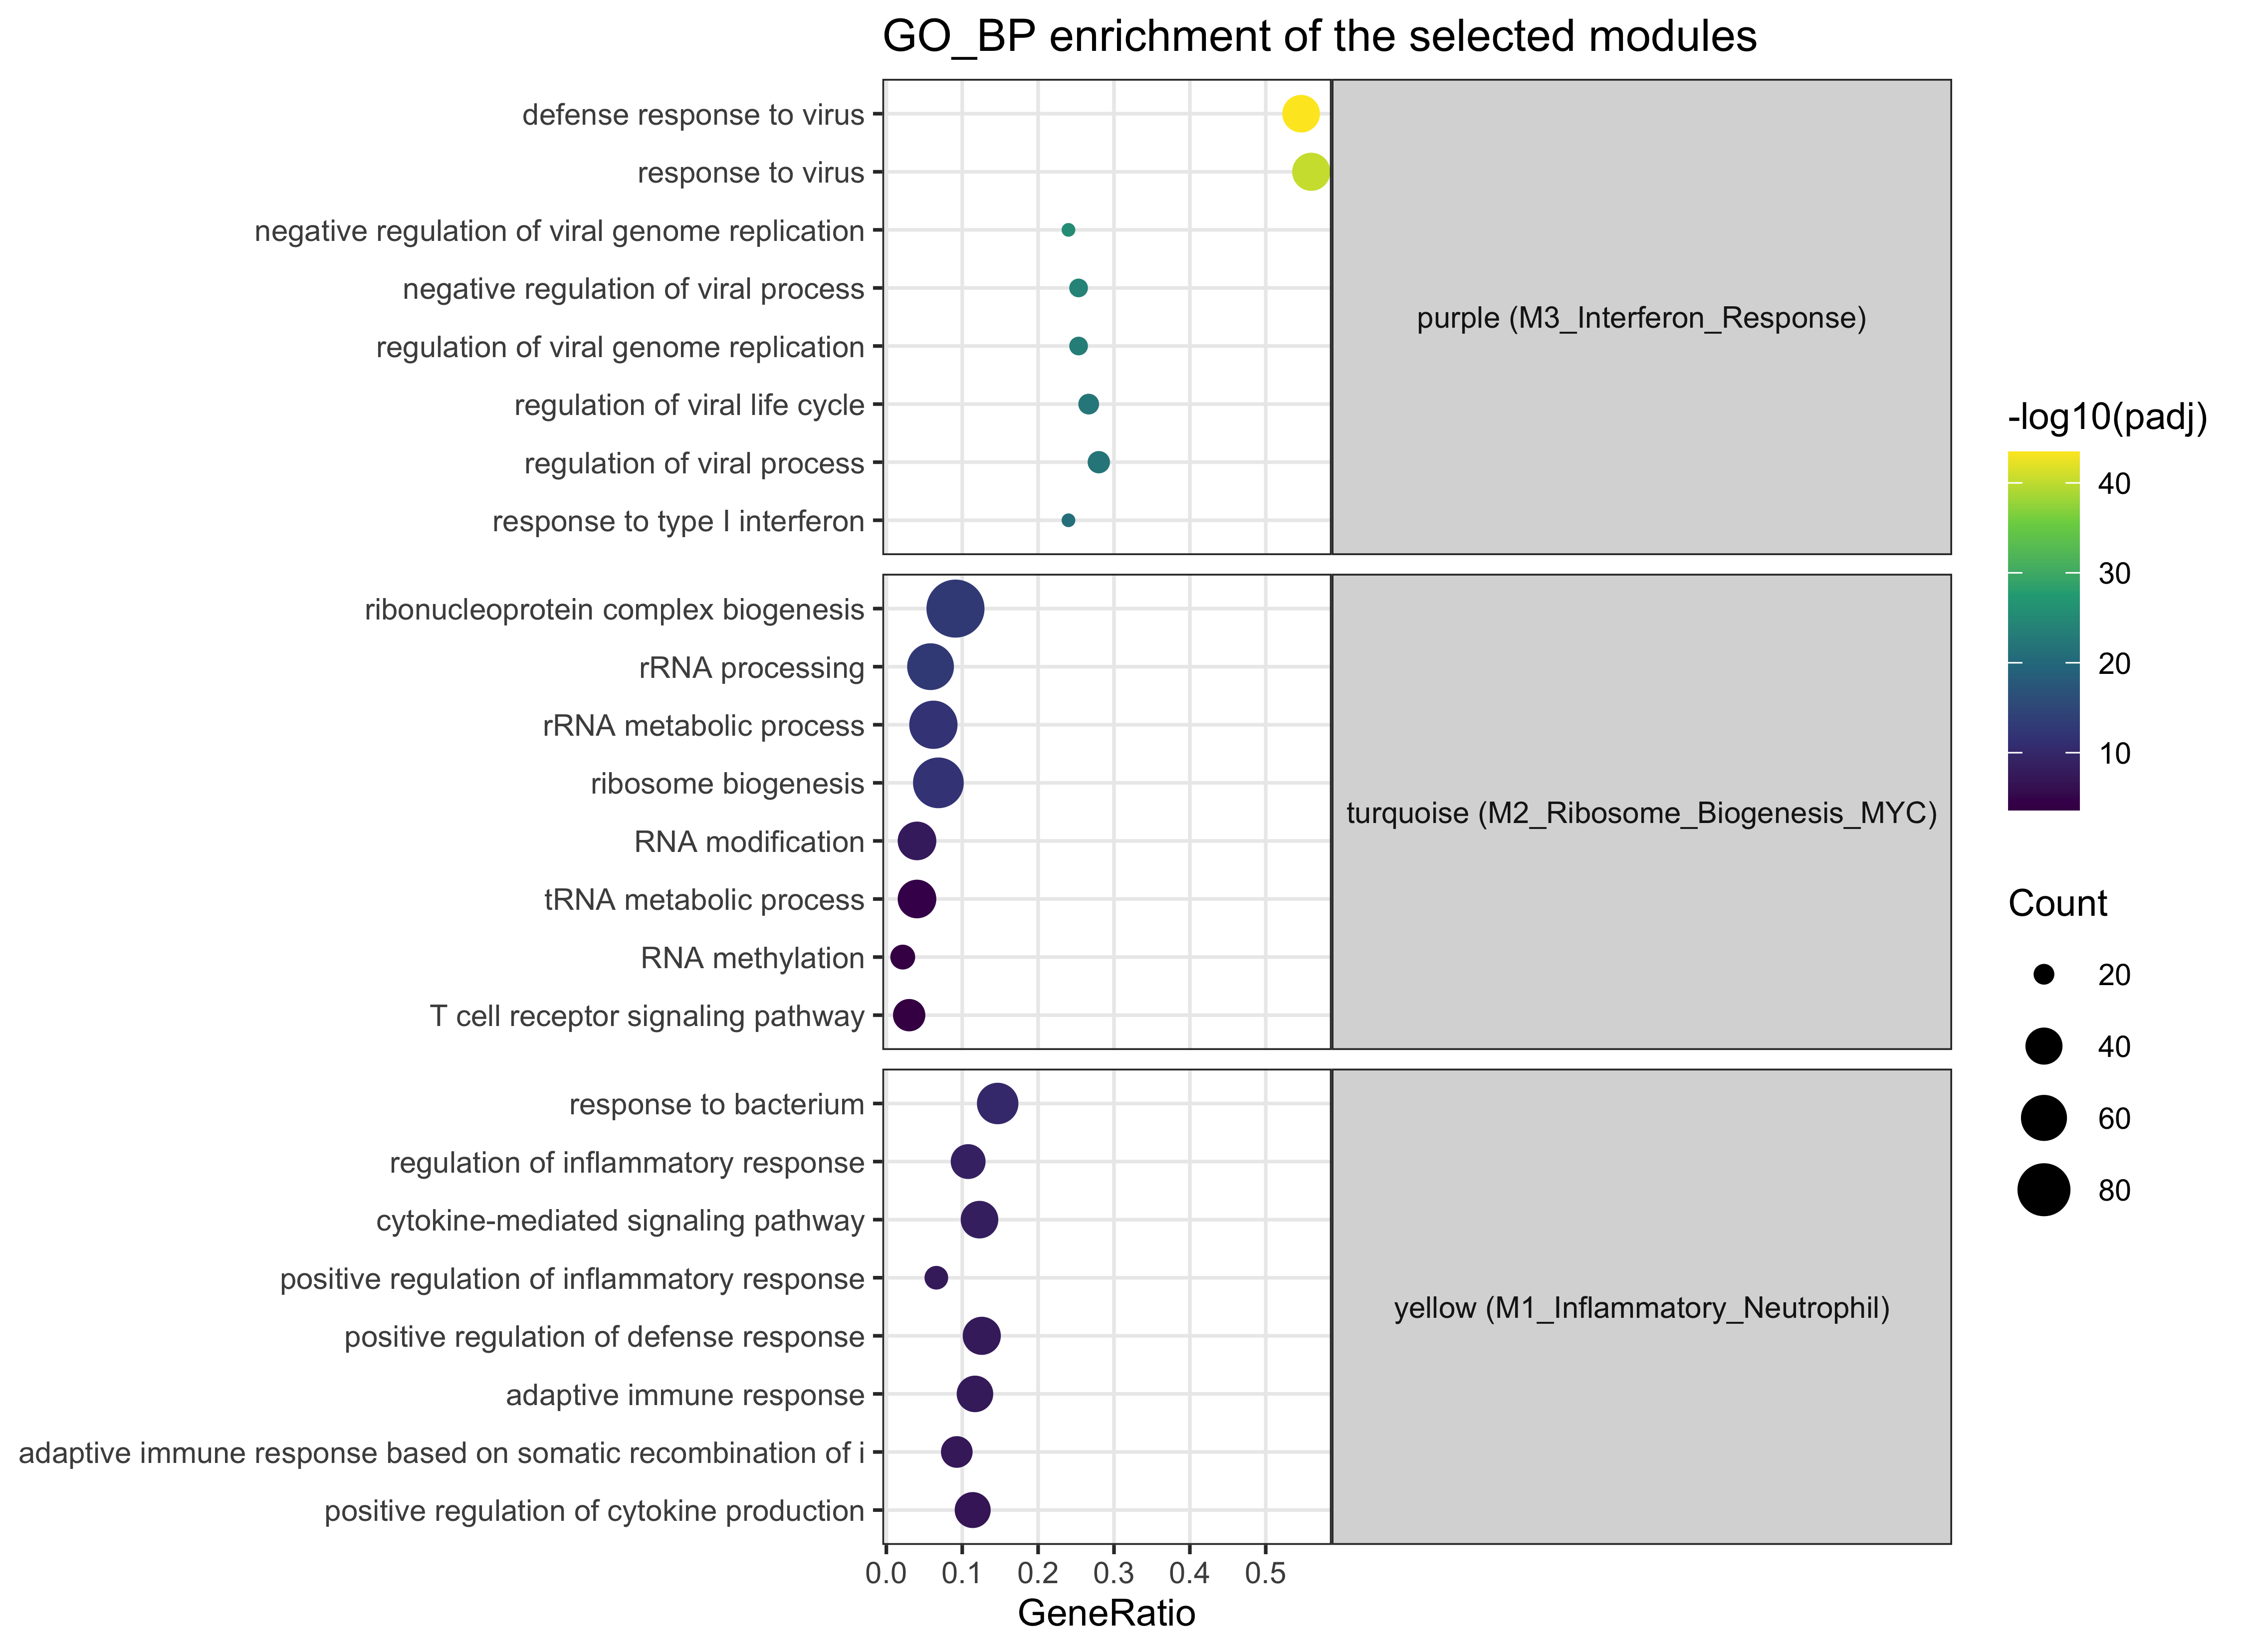 GO_BP enrichment of the selected modules
defense response to virus
response to virus
negative regulation of viral genome replication
negative regulation of viral process
regulation of viral genome replication
regulation of viral life cycle
regulation of viral process
response to type I interferon
purple (M3_Interferon_Response)
ribonucleoprotein complex biogenesis
rRNA processing
rRNA metabolic process
ribosome biogenesis
RNA modification
tRNA metabolic process
RNA methylation
T cell receptor signaling pathway
turquoise (M2_Ribosome_Biogenesis_MYC)
response to bacterium
regulation of inflammatory response
cytokine-mediated signaling pathway
positive regulation of inflammatory response
positive regulation of defense response
adaptive immune response
adaptive immune response based on somatic recombination of i
positive regulation of cytokine production
yellow (M1_Inflammatory_Neutrophil)
0.0 0.1 0.2 0.3 0.4 0.5
GeneRatio
-log10(padj)
40
30
20
10
Count
20
40
60
80